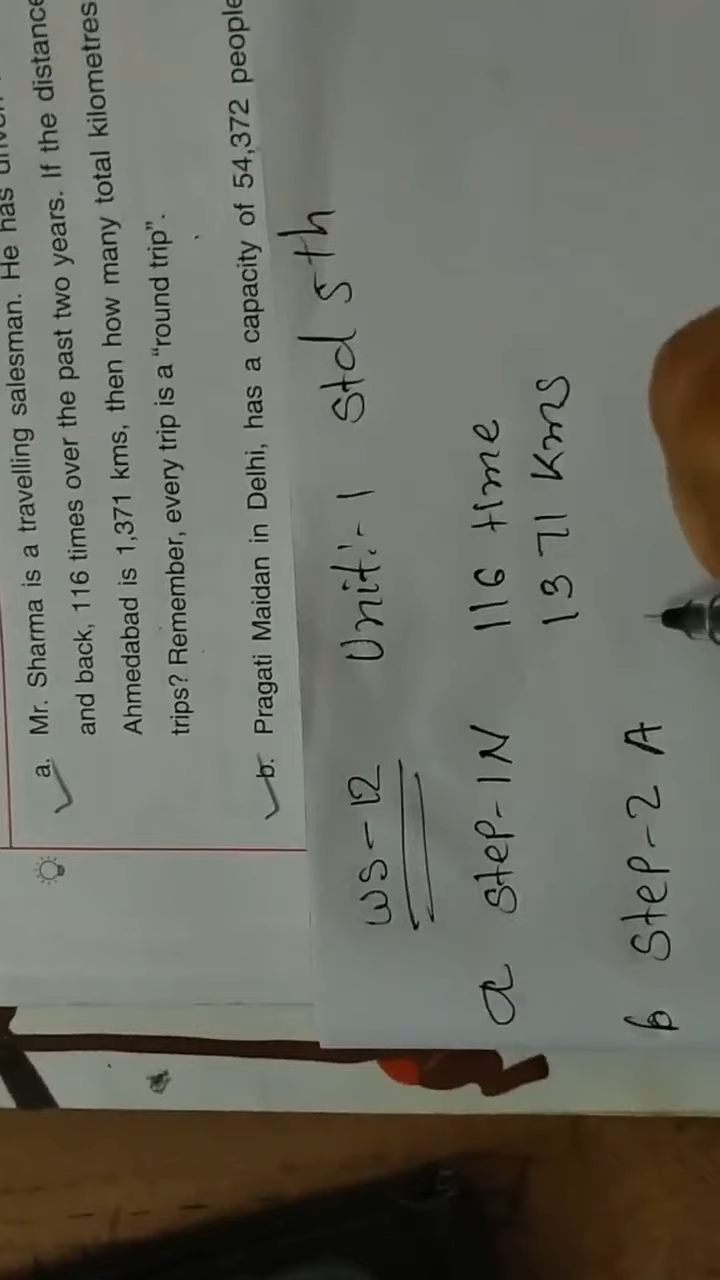 Mr. Sharma is a travelling salesman. He has
a. and back, 116 times over the past two years. If the distance
Ahmedabad is 1,371 kms, then how many total kilometres
trips? Remember, every trip is a “round trip”.
b. Pragati Maidan in Delhi, has a capacity of 54,372 people
WS-12 Unit:-1 Std 5th
a Step-1N 116 time
1371 Kms
b Step-2 A